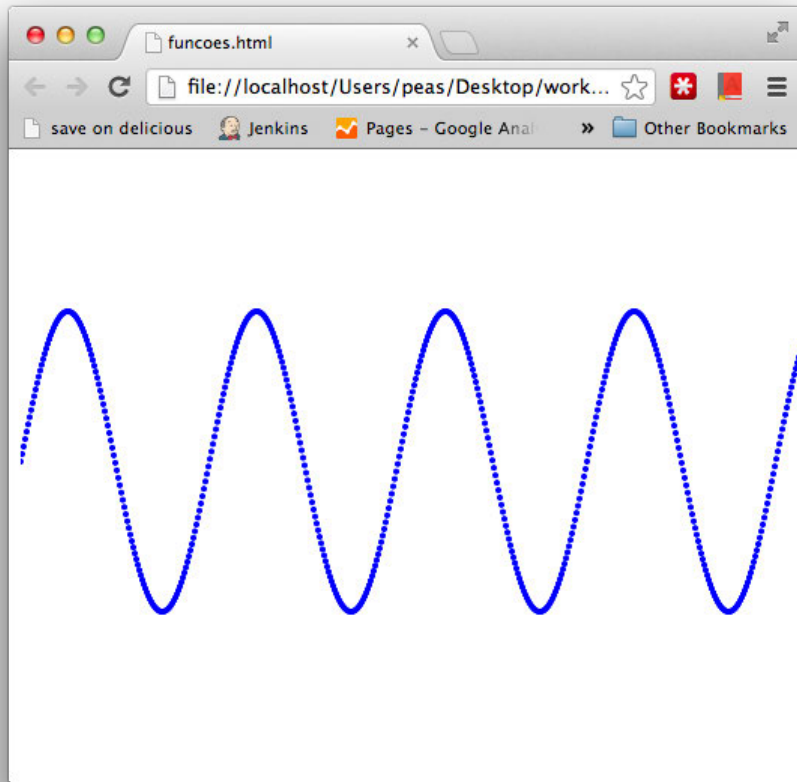 funcoes.html
file://localhost/Users/peas/Desktop/work...
save on delicious Jenkins Pages - Google Anal » Other Bookmarks